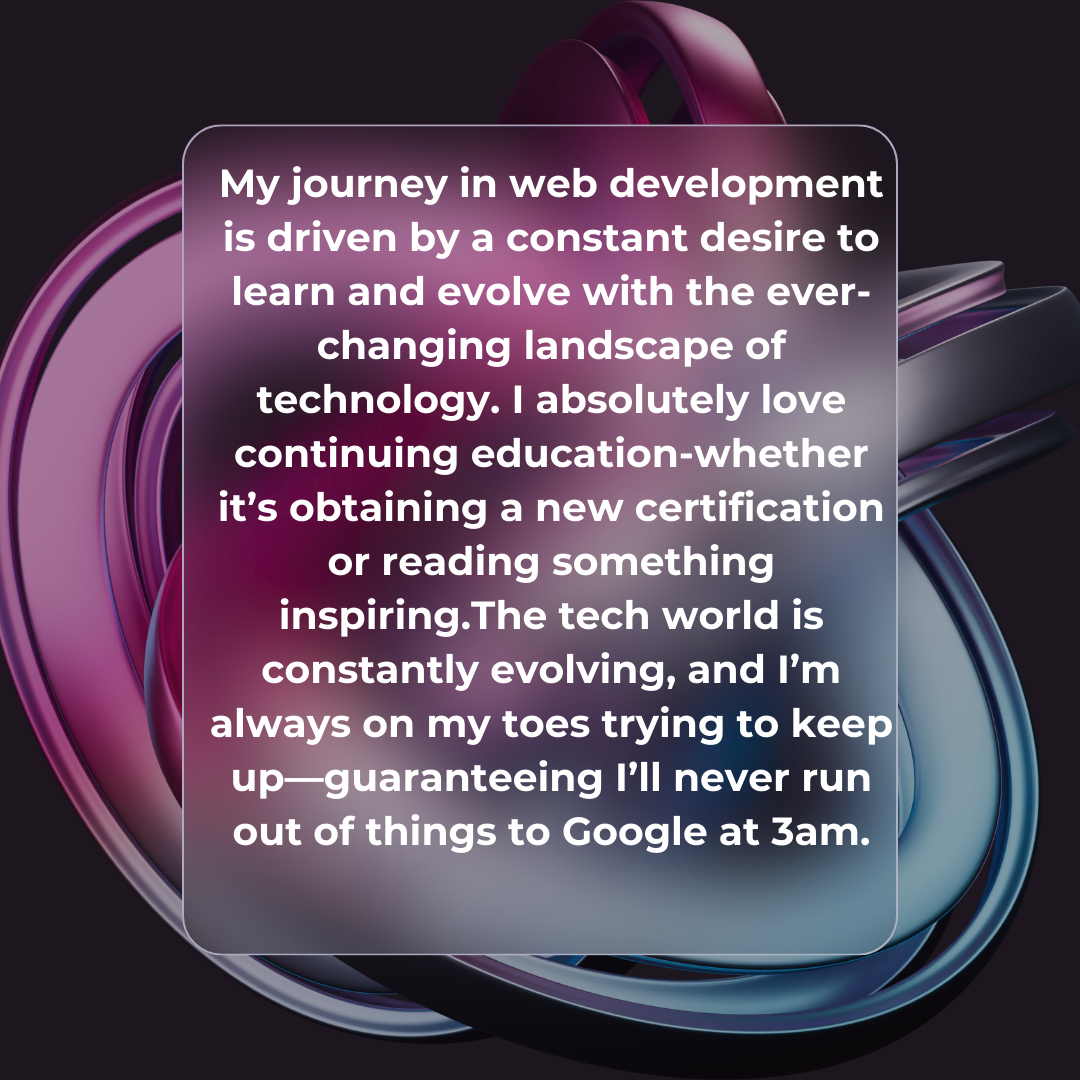 My journey in web development
is driven by a constant desire to
learn and evolve with the ever-
changing landscape of
technology. I absolutely love
continuing education-whether
it’s obtaining a new certification
or reading something
inspiring.The tech world is
constantly evolving, and I’m
always on my toes trying to keep
up—guaranteeing I’ll never run
out of things to Google at 3am.